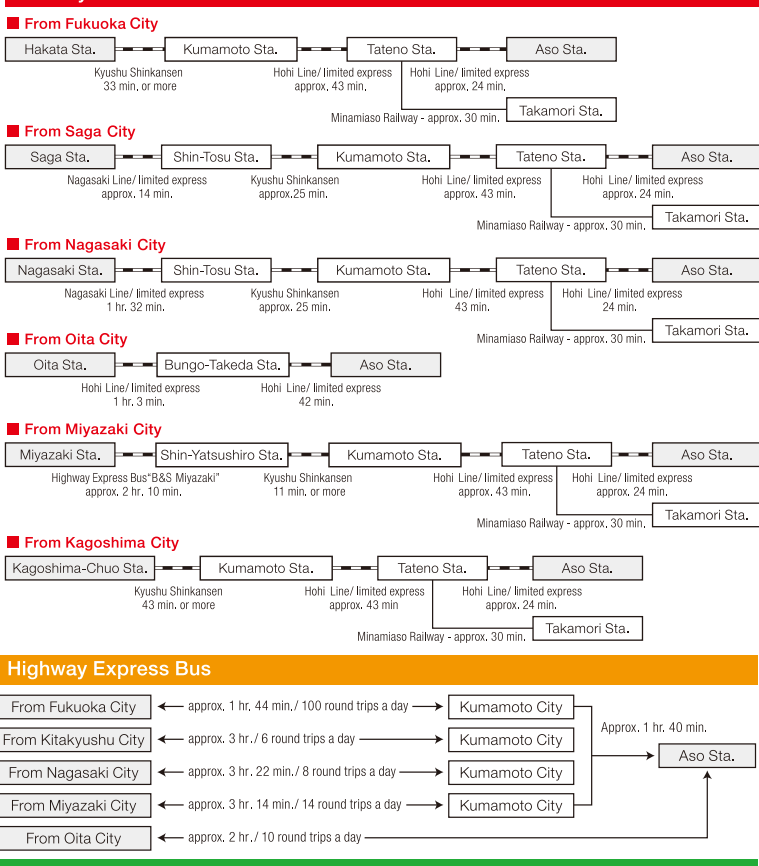 From Fukuoka City
Hakata Sta. Kumamoto Sta. Tateno Sta. Aso Sta.
Kyushu Shinkansen Hohi Line/ limited express Hohi Line/ limited express
33 min. or more approx. 43 min. approx. 24 min.
Minamiaso Railway - approx. 30 min. Takamori Sta.
From Saga City
Saga Sta. Shin-Tosu Sta. Kumamoto Sta. Tateno Sta. Aso Sta.
Nagasaki Line/ limited express Kyushu Shinkansen Hohi Line/ limited express Hohi Line/ limited express
approx. 14 min. approx.25 min. approx. 43 min. approx. 24 min.
Minamiaso Railway - approx. 30 min. Takamori Sta.
From Nagasaki City
Nagasaki Sta. Shin-Tosu Sta. Kumamoto Sta. Tateno Sta. Aso Sta.
Nagasaki Line/ limited express Kyushu Shinkansen Hohi Line/ limited express Hohi Line/ limited express
1 hr. 32 min. approx. 25 min. 43 min. 24 min.
Minamiaso Railway - approx. 30 min. Takamori Sta.
From Oita City
Oita Sta. Bungo-Takeda Sta. Aso Sta.
Hohi Line/ limited express Hohi Line/ limited express
1 hr. 3 min. 42 min.
From Miyazaki City
Miyazaki Sta. Shin-Yatsushiro Sta. Kumamoto Sta. Tateno Sta. Aso Sta.
Highway Express Bus"B&S Miyazaki" Kyushu Shinkansen Hohi Line/ limited express Hohi Line/ limited express
approx. 2 hr. 10 min. 11 min. or more approx. 43 min. approx. 24 min.
Minamiaso Railway - approx. 30 min. Takamori Sta.
From Kagoshima City
Kagoshima-Chuo Sta. Kumamoto Sta. Tateno Sta. Aso Sta.
Kyushu Shinkansen Hohi Line/ limited express Hohi Line/ limited express
43 min. or more approx. 43 min approx. 24 min.
Minamiaso Railway - approx. 30 min. Takamori Sta.
Highway Express Bus
From Fukuoka City approx. 1 hr. 44 min./ 100 round trips a day Kumamoto City
Approx. 1 hr. 40 min.
From Kitakyushu City approx. 3 hr./ 6 round trips a day Kumamoto City
Aso Sta.
From Nagasaki City approx. 3 hr. 22 min./ 8 round trips a day Kumamoto City
From Miyazaki City approx. 3 hr. 14 min./ 14 round trips a day Kumamoto City
From Oita City approx. 2 hr./ 10 round trips a day